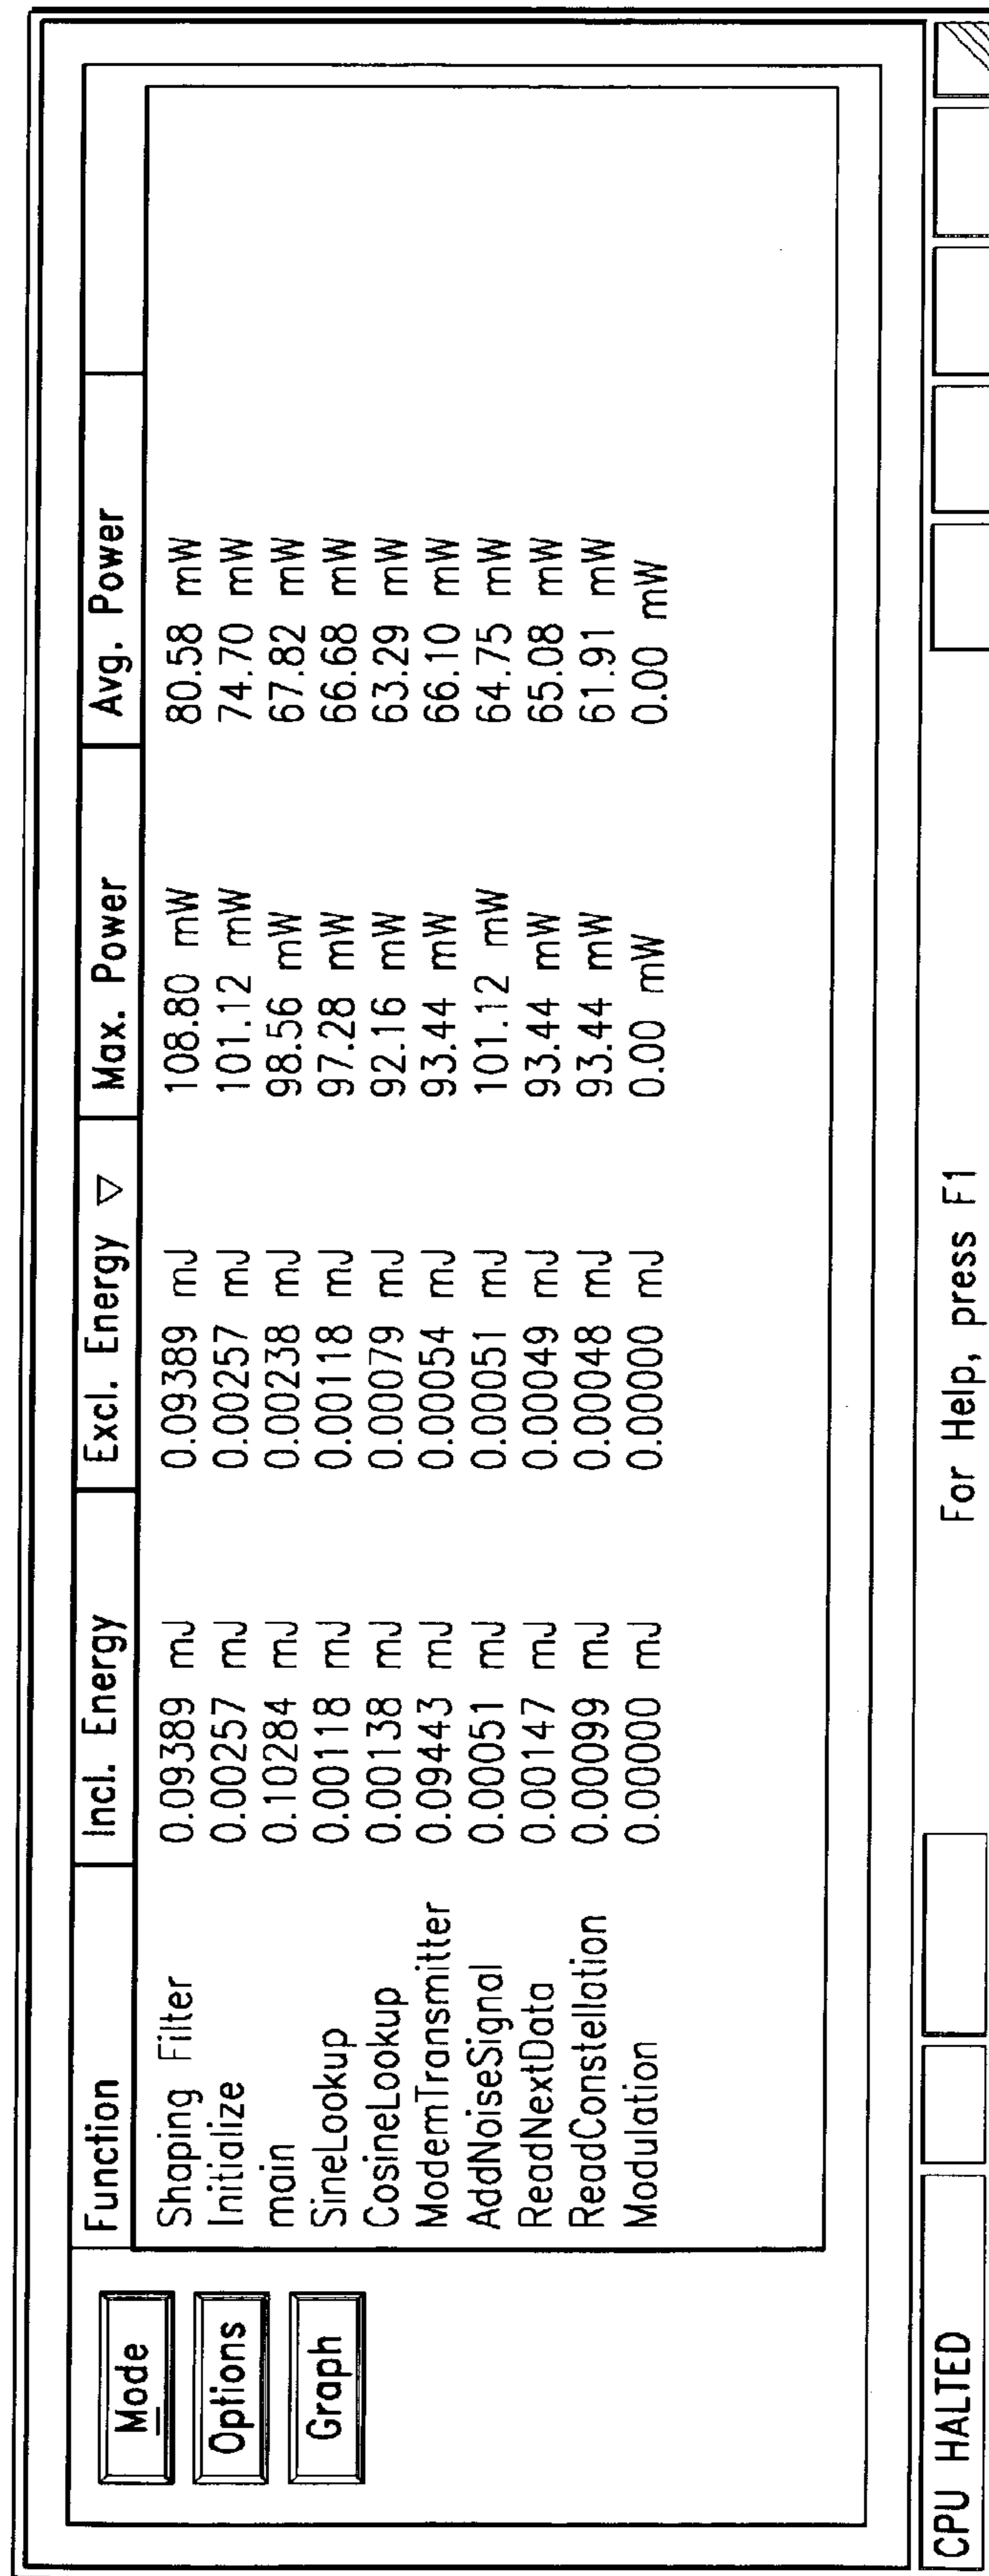 Mode
Options
Graph
Function Incl. Energy Excl. Energy ▽ Max. Power Avg. Power
Shaping Filter 0.09389 mJ 0.09389 mJ 108.80 mW 80.58 mW
Initialize 0.00257 mJ 0.00257 mJ 101.12 mW 74.70 mW
main 0.10284 mJ 0.00238 mJ 98.56 mW 67.82 mW
SineLookup 0.00118 mJ 0.00118 mJ 97.28 mW 66.68 mW
CosineLookup 0.00138 mJ 0.00079 mJ 92.16 mW 63.29 mW
ModemTransmitter 0.09443 mJ 0.00054 mJ 93.44 mW 66.10 mW
AddNoiseSignal 0.00051 mJ 0.00051 mJ 101.12 mW 64.75 mW
ReadNextData 0.00147 mJ 0.00049 mJ 93.44 mW 65.08 mW
ReadConstellation 0.00099 mJ 0.00048 mJ 93.44 mW 61.91 mW
Modulation 0.00000 mJ 0.00000 mJ 0.00 mW 0.00 mW
CPU HALTED For Help, press F1